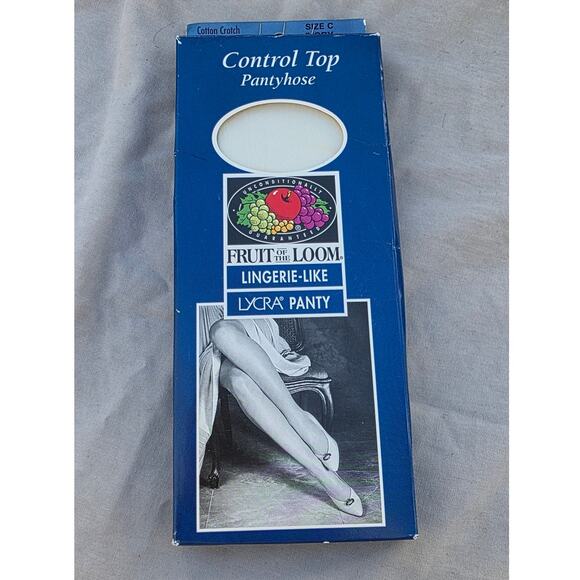 Cotton Crotch
SIZE C
Control Top
Pantyhose
UNCONDITIONALLY
GUARANTEED
FRUIT OF THE LOOM®
LINGERIE-LIKE
LYCRA® PANTY